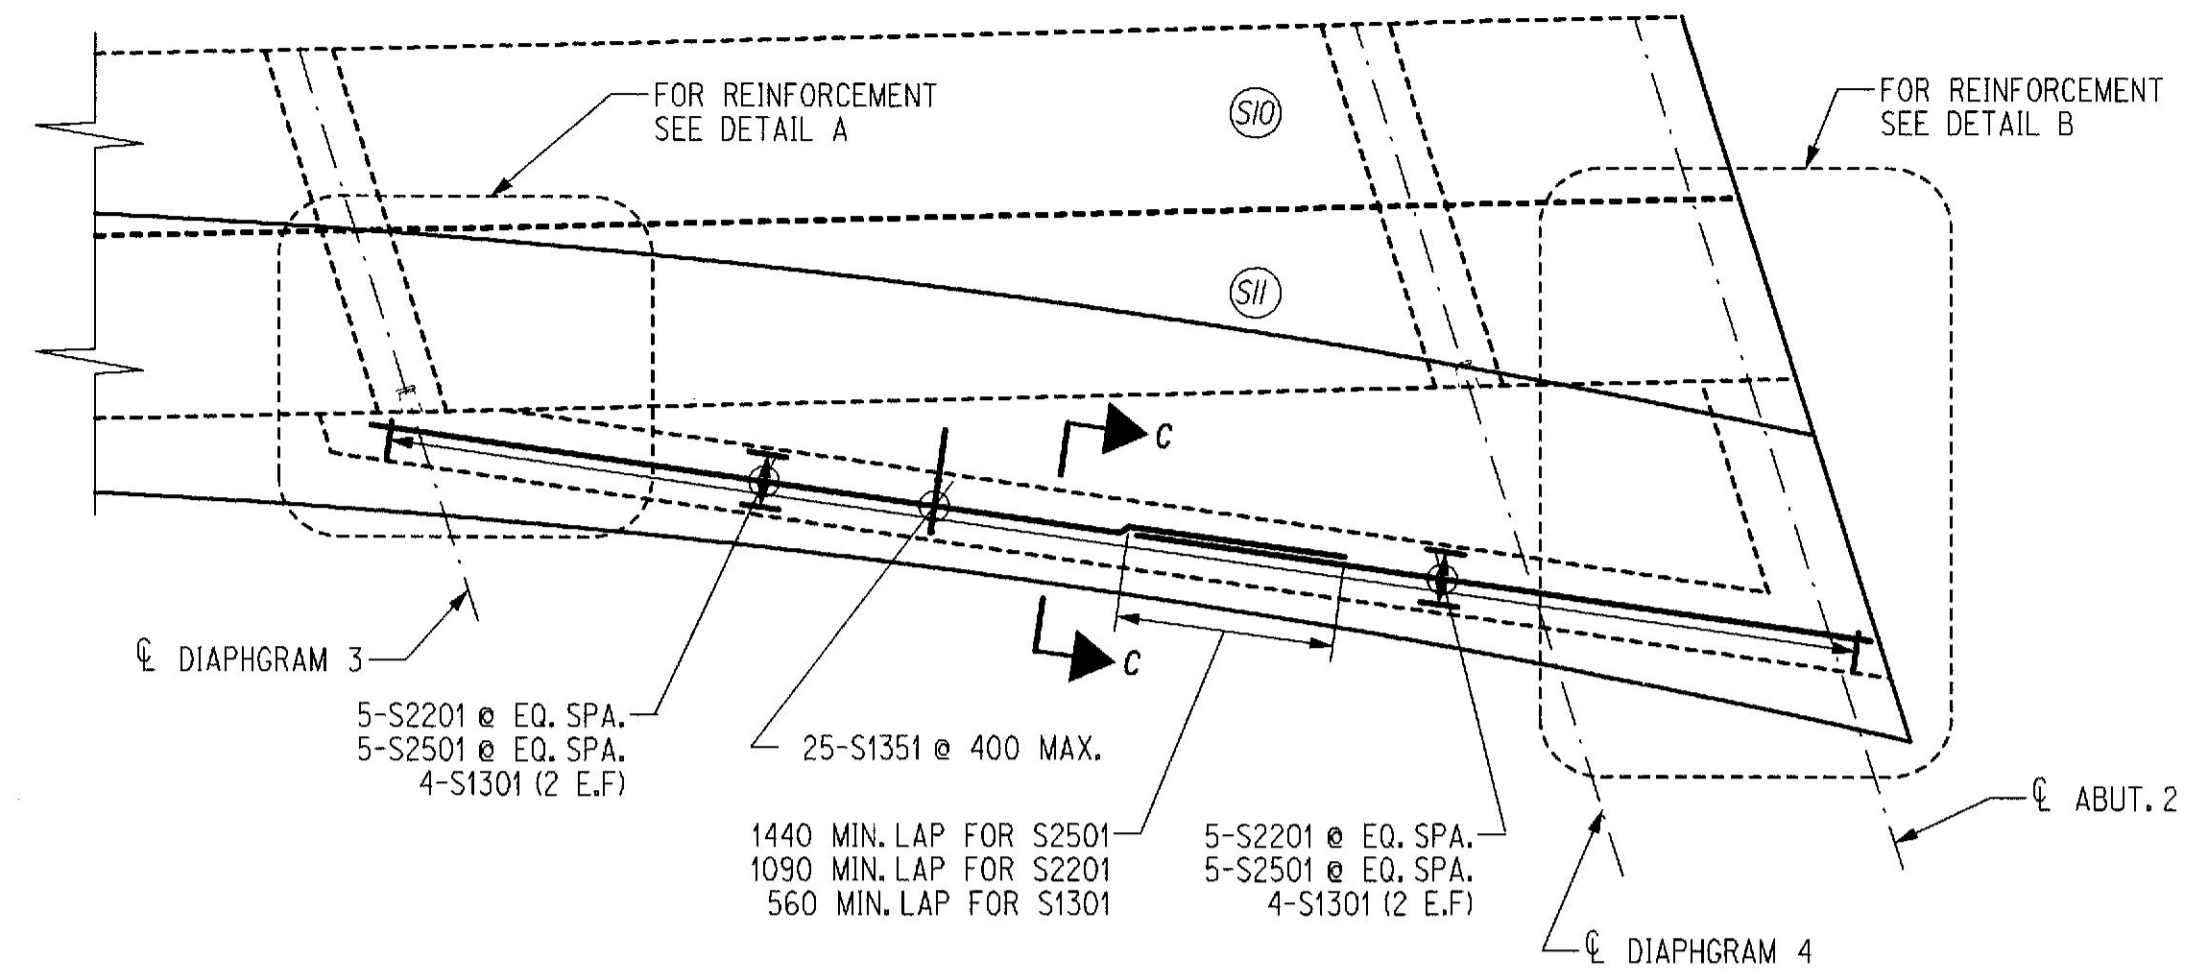 FOR REINFORCEMENT
SEE DETAIL A
S10
FOR REINFORCEMENT
SEE DETAIL B
S11
C
C
℄ DIAPHGRAM 3
5-S2201 @ EQ. SPA.
5-S2501 @ EQ. SPA.
4-S1301 (2 E.F)
25-S1351 @ 400 MAX.
1440 MIN. LAP FOR S2501
1090 MIN. LAP FOR S2201
560 MIN. LAP FOR S1301
5-S2201 @ EQ. SPA.
5-S2501 @ EQ. SPA.
4-S1301 (2 E.F)
℄ ABUT. 2
℄ DIAPHGRAM 4